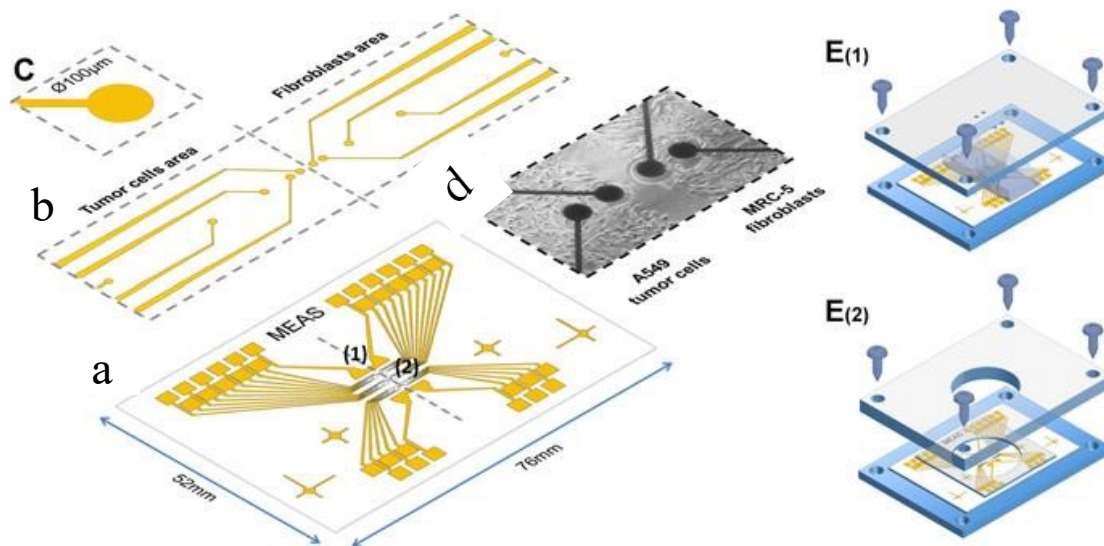 C
Ø100µm
Fibroblasts area
Tumor cells area
b
d
MRC-5
fibroblasts
A549
tumor cells
a
MEAS
(1)
(2)
52mm
76mm
E(1)
E(2)
MEAS